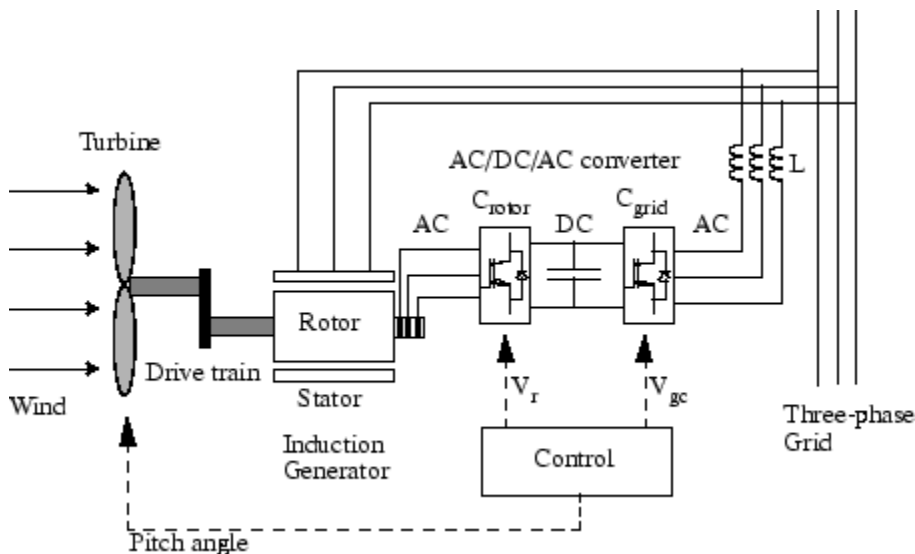 Turbine
AC/DC/AC converter
L
C_rotor
C_grid
AC
DC
AC
Rotor
Drive train
Stator
Wind
V_r
V_gc
Three-phase
Grid
Induction
Generator
Control
Pitch angle